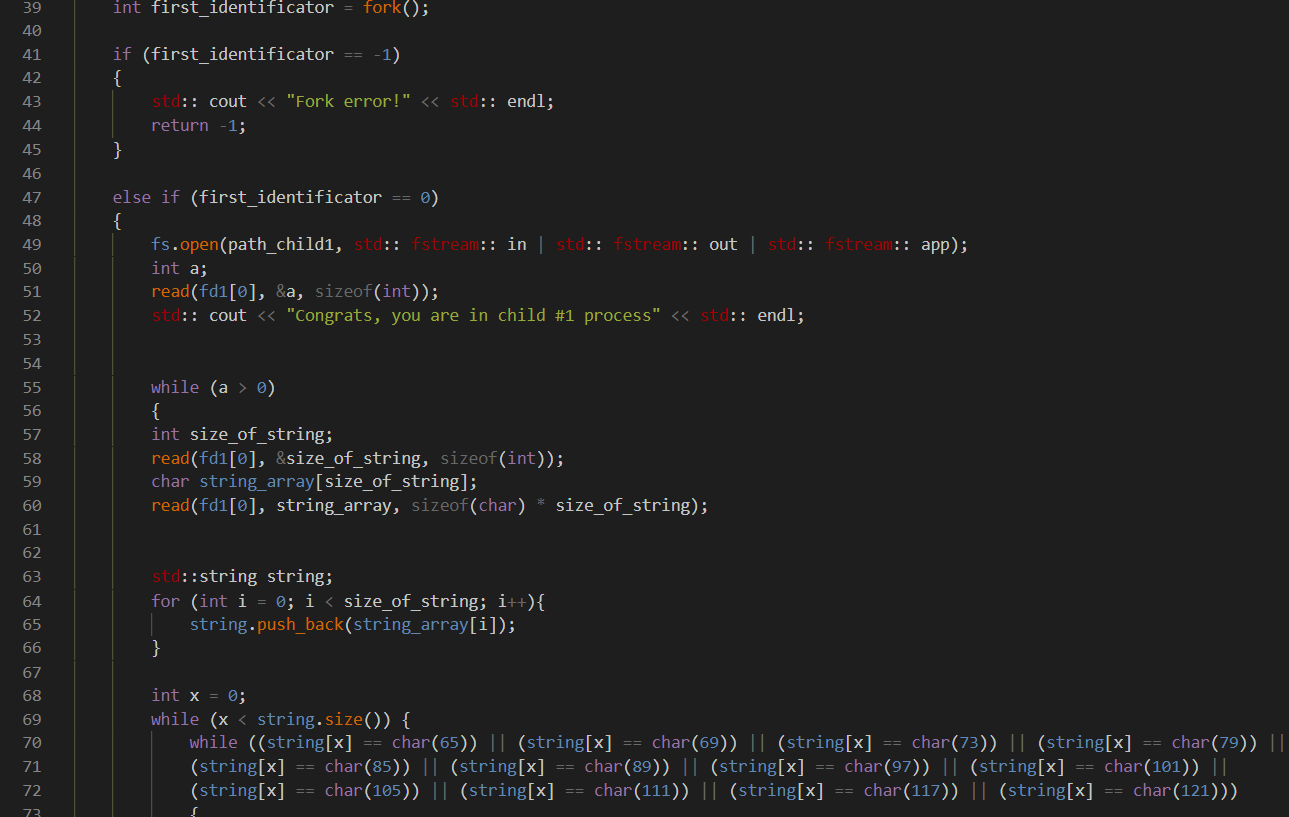 39 int first_identificator = fork();
40
41 if (first_identificator == -1)
42 {
43 std:: cout << "Fork error!" << std:: endl;
44 return -1;
45 }
46
47 else if (first_identificator == 0)
48 {
49 fs.open(path_child1, std:: fstream:: in | std:: fstream:: out | std:: fstream:: app);
50 int a;
51 read(fd1[0], &a, sizeof(int));
52 std:: cout << "Congrats, you are in child #1 process" << std:: endl;
53
54
55 while (a > 0)
56 {
57 int size_of_string;
58 read(fd1[0], &size_of_string, sizeof(int));
59 char string_array[size_of_string];
60 read(fd1[0], string_array, sizeof(char) * size_of_string);
61
62
63 std::string string;
64 for (int i = 0; i < size_of_string; i++){
65 string.push_back(string_array[i]);
66 }
67
68 int x = 0;
69 while (x < string.size()) {
70 while ((string[x] == char(65)) || (string[x] == char(69)) || (string[x] == char(73)) || (string[x] == char(79)) ||
71 (string[x] == char(85)) || (string[x] == char(89)) || (string[x] == char(97)) || (string[x] == char(101)) ||
72 (string[x] == char(105)) || (string[x] == char(111)) || (string[x] == char(117)) || (string[x] == char(121)))
73 {